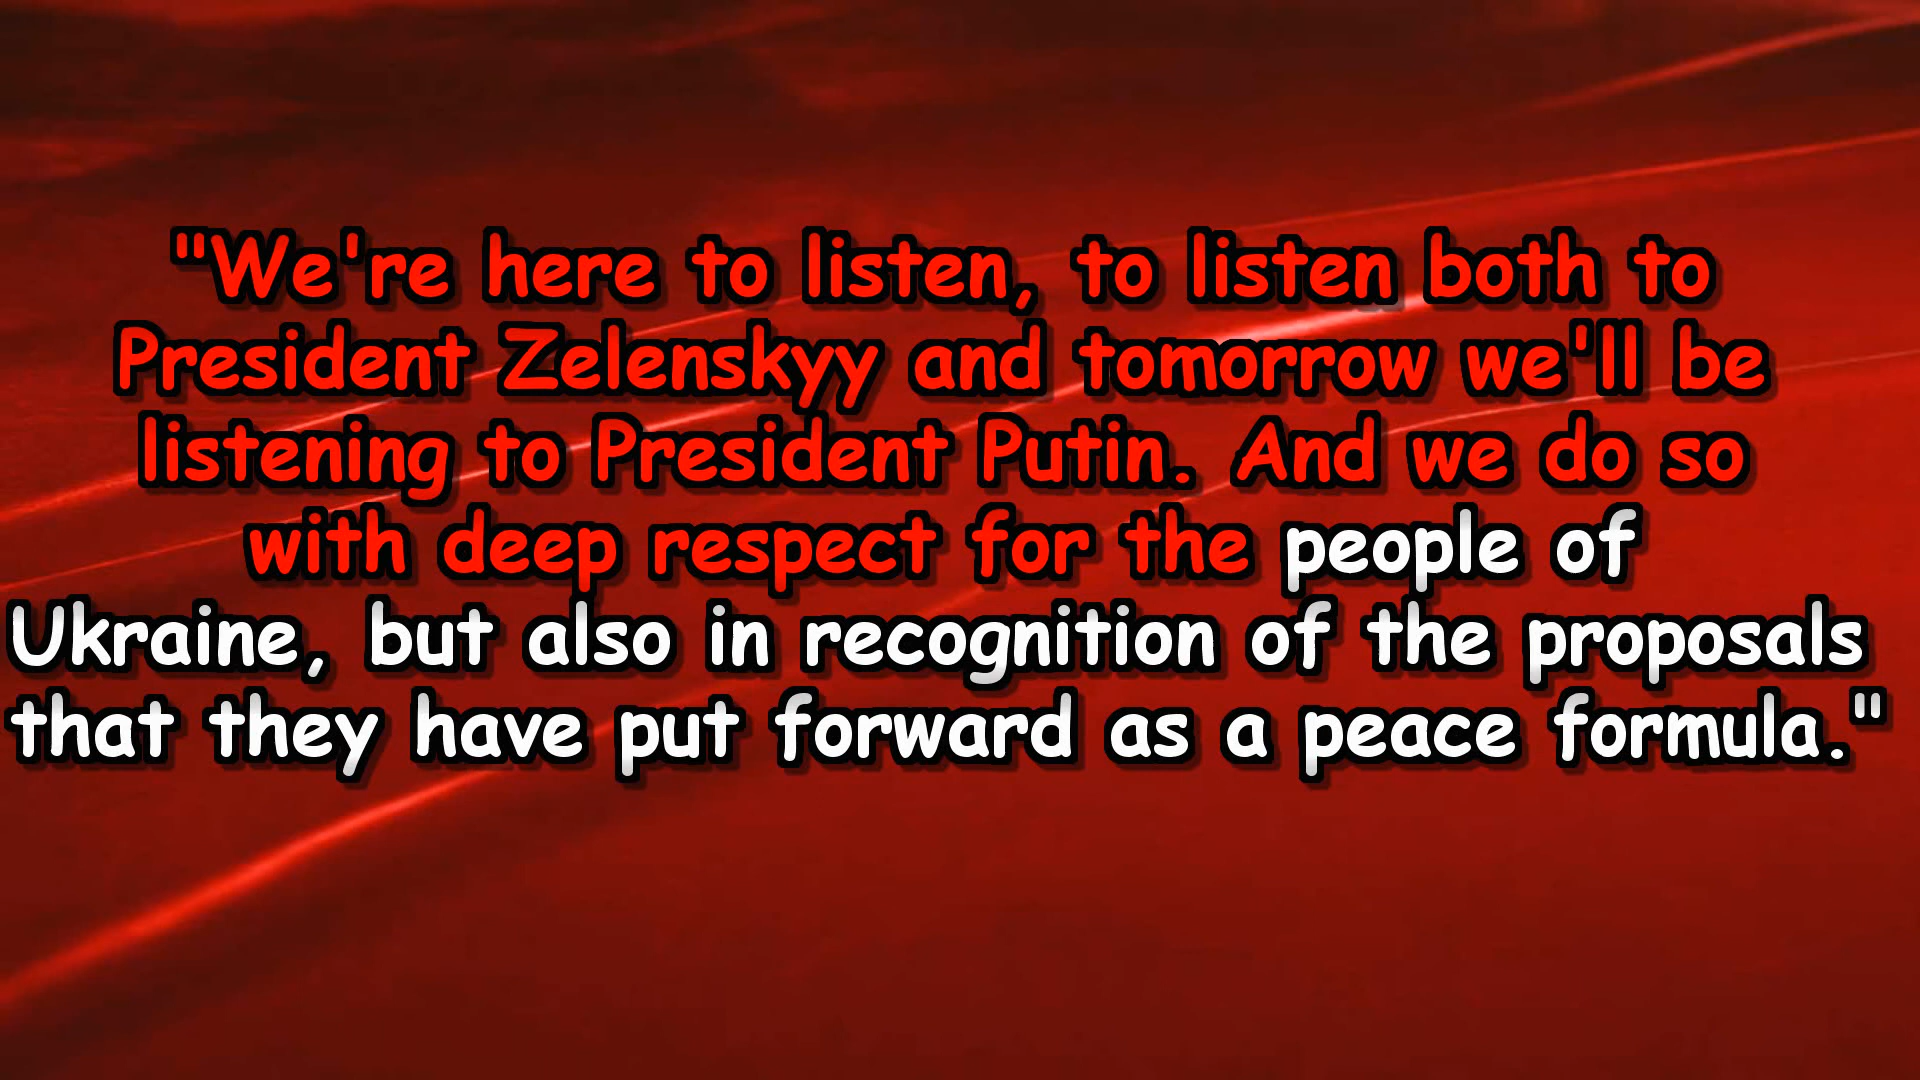 "We're here to listen, to listen both to
President Zelenskyy and tomorrow we'll be
listening to President Putin. And we do so
with deep respect for the people of
Ukraine, but also in recognition of the proposals
that they have put forward as a peace formula."